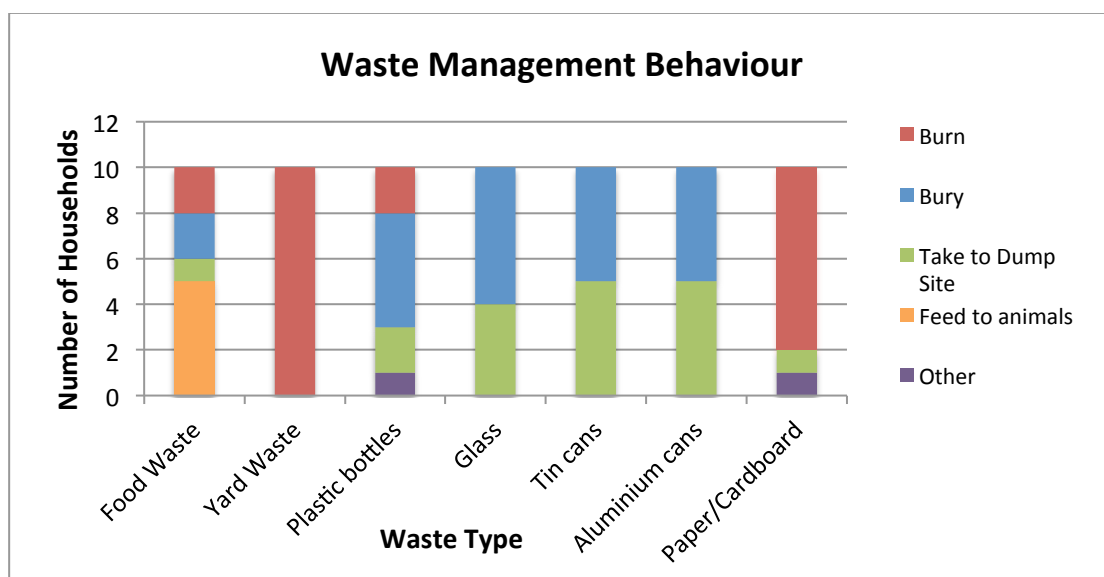 Waste Management Behaviour
Number of Households
12
10
8
6
4
2
0
Food Waste
Yard Waste
Plastic bottles
Glass
Tin cans
Aluminium cans
Paper/Cardboard
Waste Type
Burn
Bury
Take to Dump
Site
Feed to animals
Other